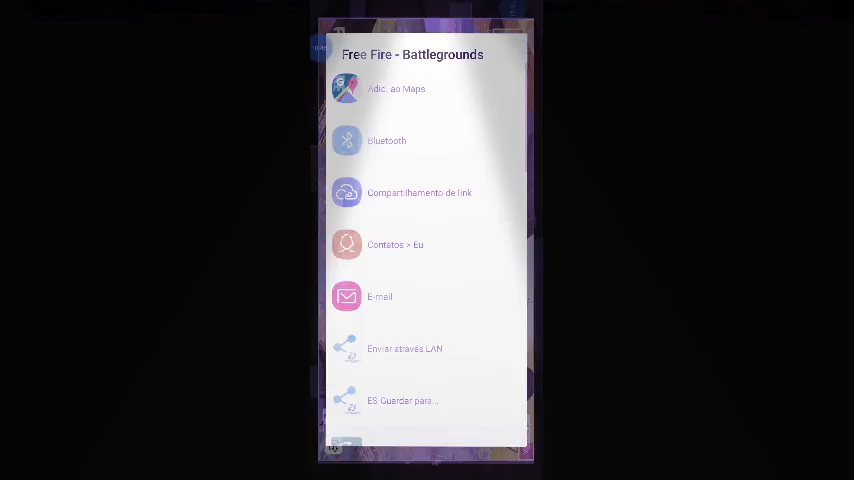 Free Fire - Battlegrounds
Adic. ao Maps
Bluetooth
Compartilhamento de link
Contatos > Eu
E-mail
Enviar através LAN
ES Guardar para...